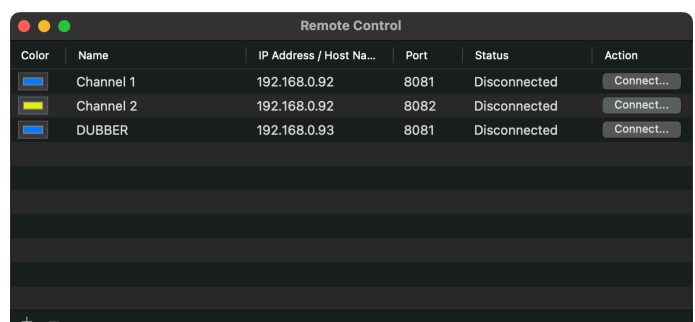 Remote Control
Color Name IP Address / Host Na... Port Status Action
Channel 1 192.168.0.92 8081 Disconnected Connect...
Channel 2 192.168.0.92 8082 Disconnected Connect...
DUBBER 192.168.0.93 8081 Disconnected Connect...